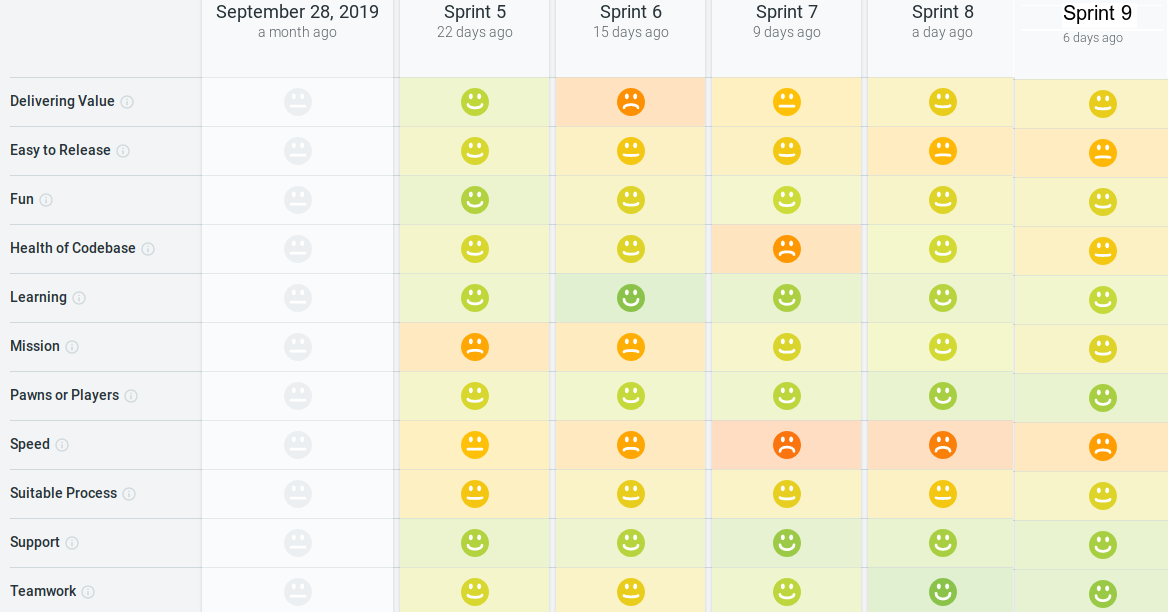 September 28, 2019 Sprint 5 Sprint 6 Sprint 7 Sprint 8 Sprint 9
a month ago 22 days ago 15 days ago 9 days ago a day ago 6 days ago
Delivering Value
Easy to Release
Fun
Health of Codebase
Learning
Mission
Pawns or Players
Speed
Suitable Process
Support
Teamwork